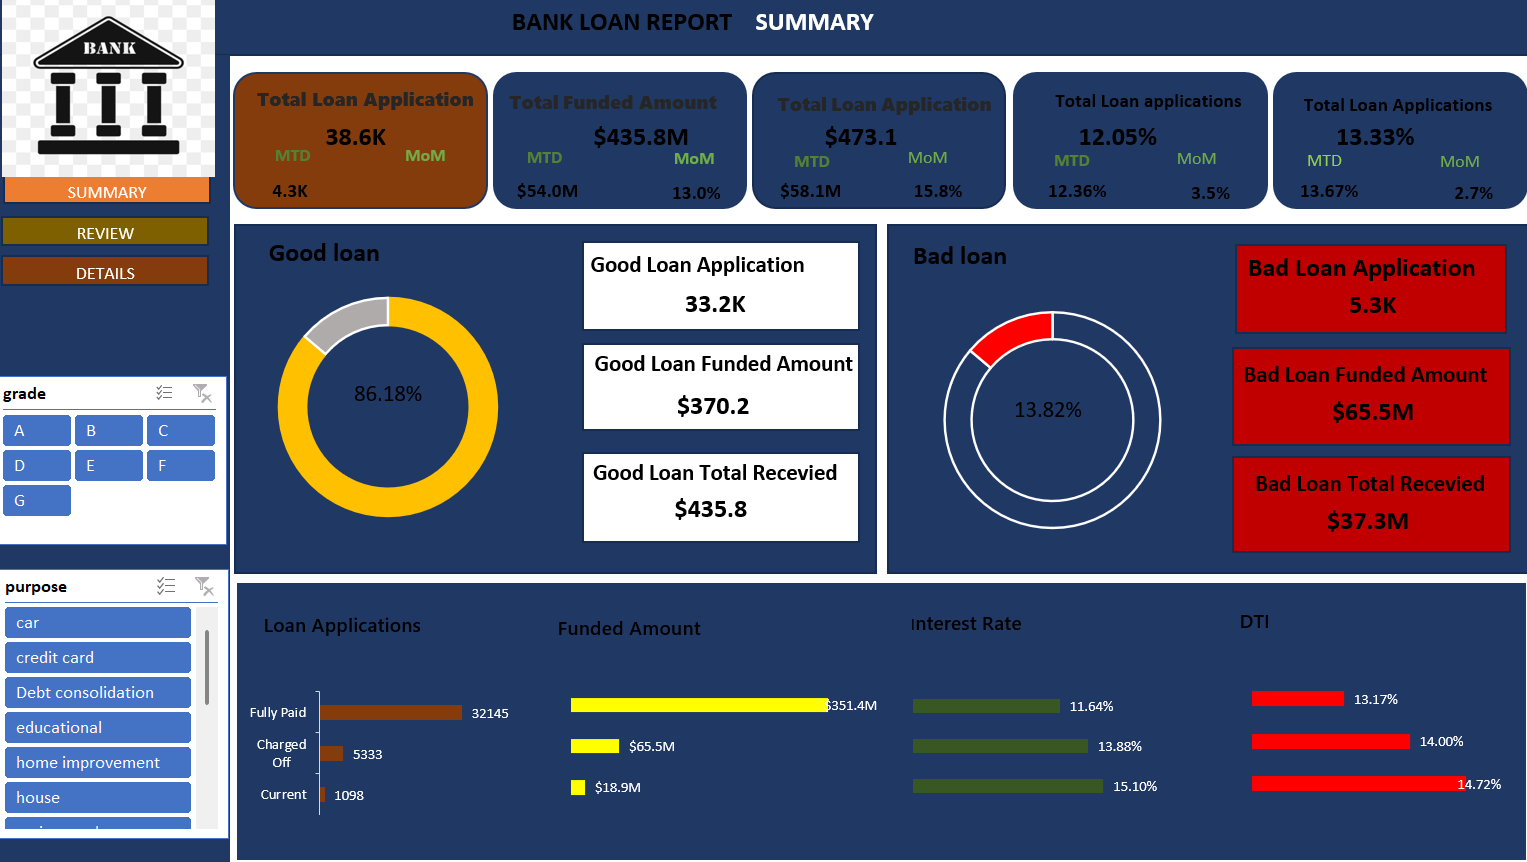 BANK LOAN REPORT SUMMARY
BANK
SUMMARY
REVIEW
DETAILS
Total Loan Application
38.6K
MTD MoM
4.3K
Total Funded Amount
$435.8M
MTD MoM
$54.0M 13.0%
Total Loan Application
$473.1
MTD MoM
$58.1M 15.8%
Total Loan applications
12.05%
MTD MoM
12.36% 3.5%
Total Loan Applications
13.33%
MTD MoM
13.67% 2.7%
grade
A B C
D E F
G
purpose
car
credit card
Debt consolidation
educational
home improvement
house
Good loan
86.18%
Good Loan Application
33.2K
Good Loan Funded Amount
$370.2
Good Loan Total Recevied
$435.8
Bad loan
13.82%
Bad Loan Application
5.3K
Bad Loan Funded Amount
$65.5M
Bad Loan Total Recevied
$37.3M
Loan Applications
Fully Paid 32145
Charged
Off 5333
Current 1098
Funded Amount
$351.4M
$65.5M
$18.9M
Interest Rate
11.64%
13.88%
15.10%
DTI
13.17%
14.00%
14.72%